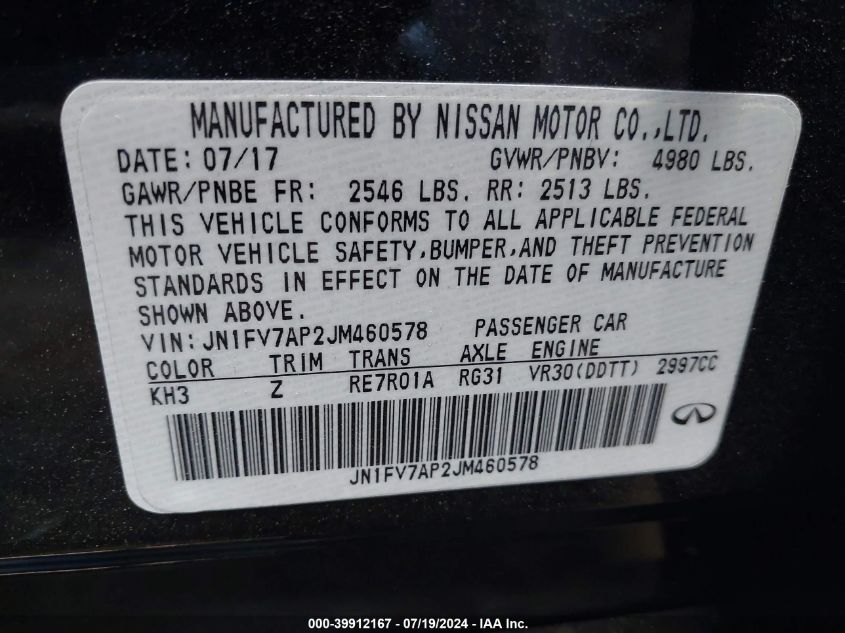 MANUFACTURED BY NISSAN MOTOR CO.,LTD.
DATE: 07/17 GVWR/PNBV: 4980 LBS.
GAWR/PNBE FR: 2546 LBS. RR: 2513 LBS.
THIS VEHICLE CONFORMS TO ALL APPLICABLE FEDERAL
MOTOR VEHICLE SAFETY,BUMPER,AND THEFT PREVENTION
STANDARDS IN EFFECT ON THE DATE OF MANUFACTURE
SHOWN ABOVE.
VIN: JN1FV7AP2JM460578 PASSENGER CAR
COLOR TRIM TRANS AXLE ENGINE
KH3 Z RE7R01A RG31 VR30(DDTT) 2997CC
JN1FV7AP2JM460578
000-39912167 - 07/19/2024 - IAA Inc.